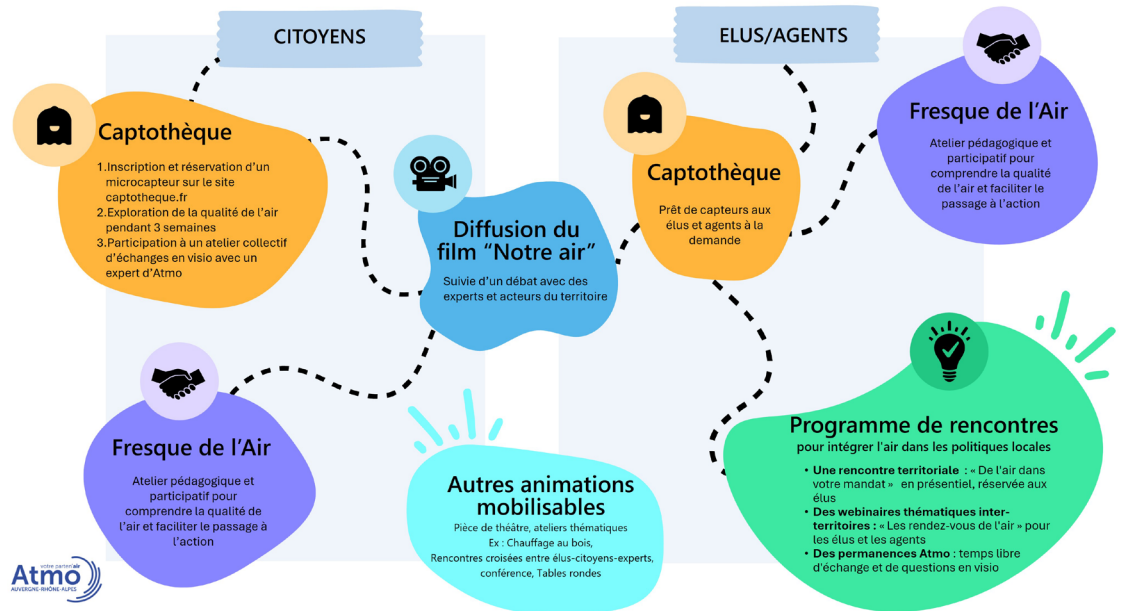 CITOYENS
ELUS/AGENTS
Captothèque
1.Inscription et réservation d'un
microcapteur sur le site
captotheque.fr
2.Exploration de la qualité de l'air
pendant 3 semaines
3.Participation à un atelier collectif
d'échanges en visio avec un
expert d'Atmo
Diffusion du
film "Notre air"
Suivie d'un débat avec des
experts et acteurs du territoire
Captothèque
Prêt de capteurs aux
élus et agents à la
demande
Fresque de l'Air
Atelier pédagogique et
participatif pour
comprendre la qualité
de l'air et faciliter le
passage à l'action
Fresque de l'Air
Atelier pédagogique et
participatif pour
comprendre la qualité de
l'air et faciliter le passage à
l'action
Autres animations
mobilisables
Pièce de théâtre, ateliers thématiques
Ex : Chauffage au bois,
Rencontres croisées entre élus-citoyens-experts,
conférence, Tables rondes
Programme de rencontres
pour intégrer l'air dans les politiques locales
• Une rencontre territoriale : « De l'air dans
votre mandat » en présentiel, réservée aux
élus
• Des webinaires thématiques inter-
territoires : « Les rendez-vous de l'air » pour
les élus et les agents
• Des permanences Atmo : temps libre
d'échange et de questions en visio
votre parten'air
Atmo
AUVERGNE-RHÔNE-ALPES